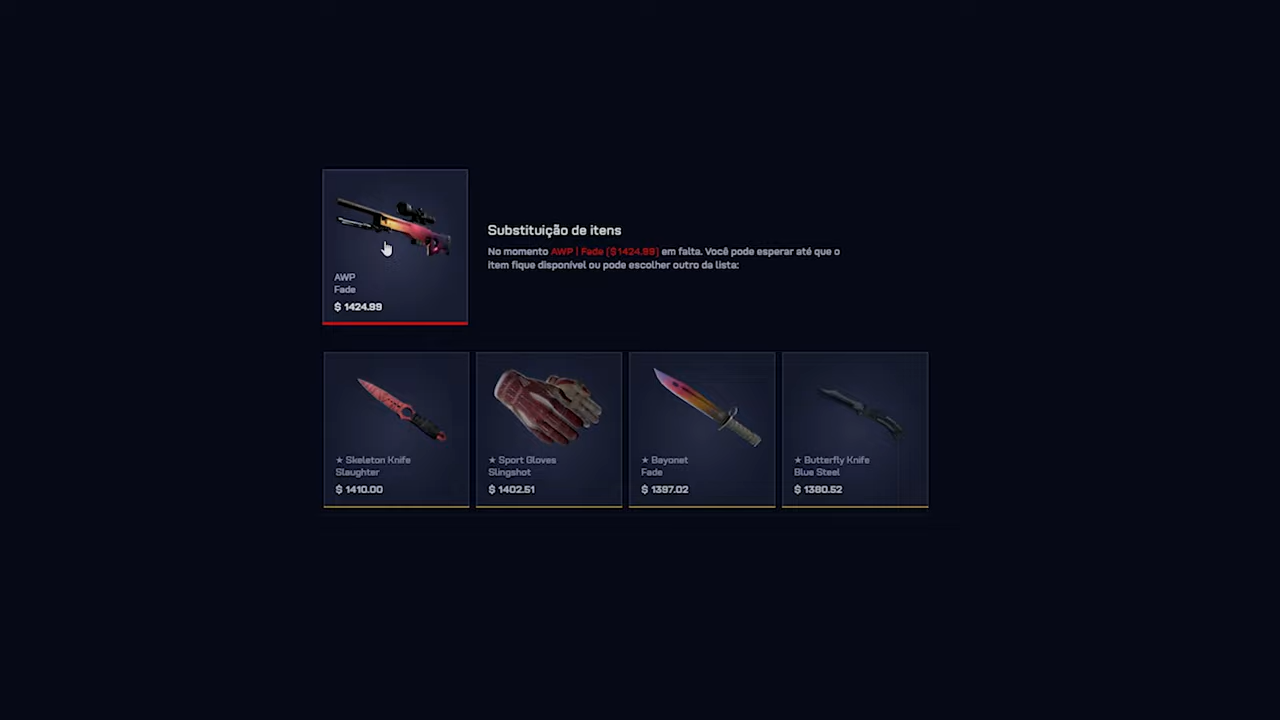 AWP
Fade
$ 1424.99
Substituição de itens
No momento AWP | Fade ($1424.99) em falta. Você pode esperar até que o
item fique disponível ou pode escolher outro da lista:
★ Skeleton Knife
Slaughter
$ 1410.00
★ Sport Gloves
Slingshot
$ 1402.51
★ Bayonet
Fade
$ 1397.02
★ Butterfly Knife
Blue Steel
$ 1380.52